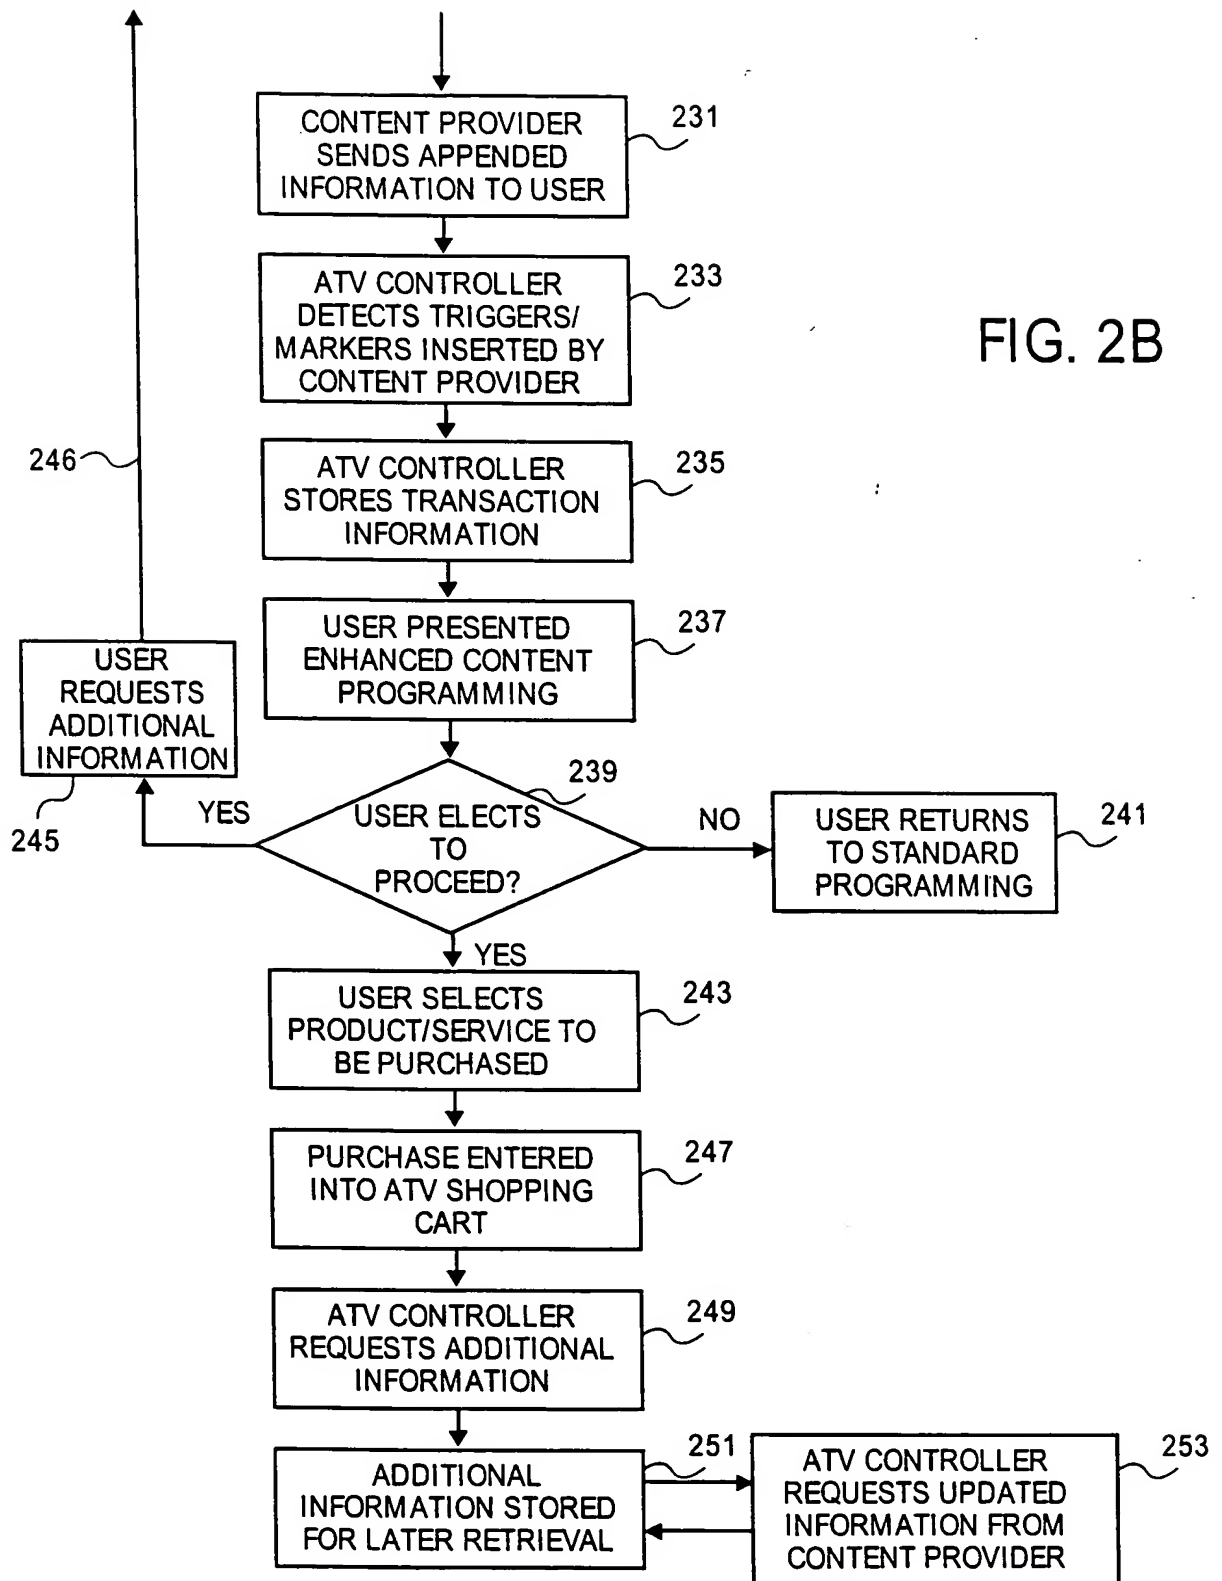 CONTENT PROVIDER
SENDS APPENDED
INFORMATION TO USER
231
ATV CONTROLLER
DETECTS TRIGGERS/
MARKERS INSERTED BY
CONTENT PROVIDER
233
FIG. 2B
246
ATV CONTROLLER
STORES TRANSACTION
INFORMATION
235
USER PRESENTED
ENHANCED CONTENT
PROGRAMMING
237
USER
REQUESTS
ADDITIONAL
INFORMATION
245
YES
239
USER ELECTS
TO
PROCEED?
NO
USER RETURNS
TO STANDARD
PROGRAMMING
241
YES
USER SELECTS
PRODUCT/SERVICE TO
BE PURCHASED
243
PURCHASE ENTERED
INTO ATV SHOPPING
CART
247
ATV CONTROLLER
REQUESTS ADDITIONAL
INFORMATION
249
ADDITIONAL
INFORMATION STORED
FOR LATER RETRIEVAL
251
ATV CONTROLLER
REQUESTS UPDATED
INFORMATION FROM
CONTENT PROVIDER
253